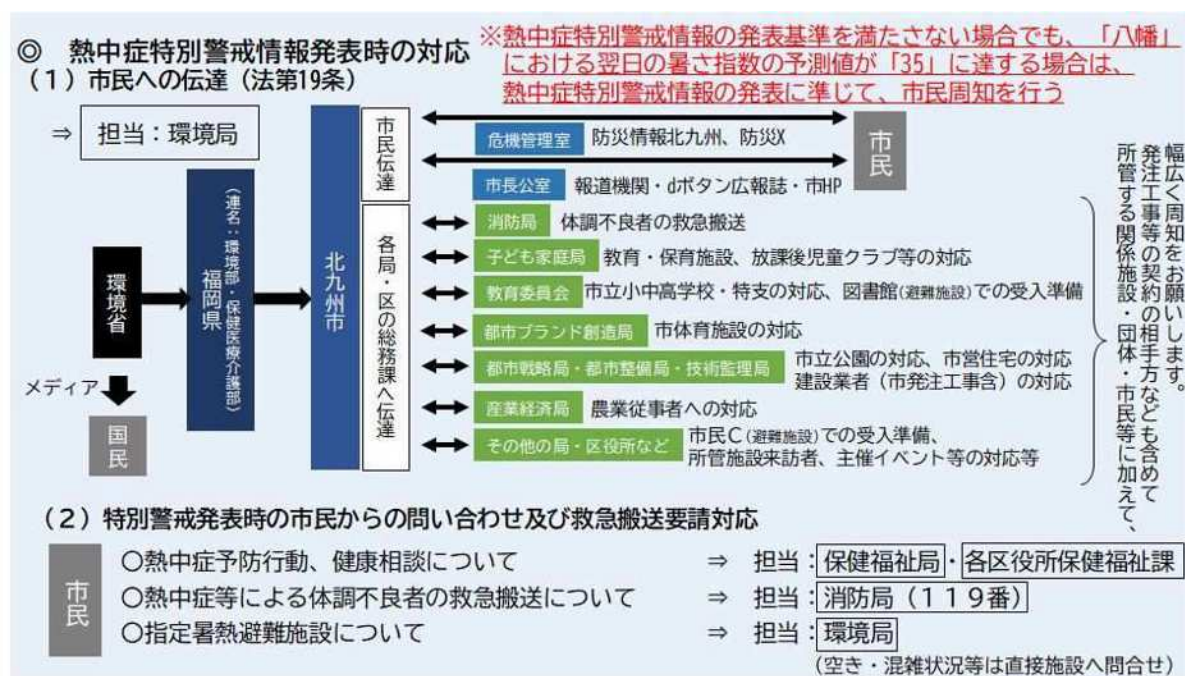 ◎ 熱中症特別警戒情報発表時の対応
（１）市民への伝達（法第19条）
※熱中症特別警戒情報の発表基準を満たさない場合でも、「八幡」
における翌日の暑さ指数の予測値が「35」に達する場合は、
熱中症特別警戒情報の発表に準じて、市民周知を行う
⇒ 担当：環境局
環境省
メディア
国民
福岡県
（連名：環境部・保健医療介護部）
北九州市
市民伝達
危機管理室 防災情報北九州、防災X
市長公室 報道機関・dボタン広報誌・市HP
市民
各局・区の総務課へ伝達
消防局 体調不良者の救急搬送
子ども家庭局 教育・保育施設、放課後児童クラブ等の対応
教育委員会 市立小中高学校・特支の対応、図書館(避難施設)での受入準備
都市ブランド創造局 市体育施設の対応
都市戦略局・都市整備局・技術監理局 市立公園の対応、市営住宅の対応
建設業者（市発注工事含）の対応
産業経済局 農業従事者への対応
その他の局・区役所など 市民Ｃ(避難施設)での受入準備、
所管施設来訪者、主催イベント等の対応等
所管する関係施設・団体・市民等に加えて、
発注工事等の契約の相手方なども含めて
幅広く周知をお願いします。
（２）特別警戒発表時の市民からの問い合わせ及び救急搬送要請対応
市民
○熱中症予防行動、健康相談について ⇒ 担当：保健福祉局・各区役所保健福祉課
○熱中症等による体調不良者の救急搬送について ⇒ 担当：消防局（１１９番）
○指定暑熱避難施設について ⇒ 担当：環境局
（空き・混雑状況等は直接施設へ問合せ）